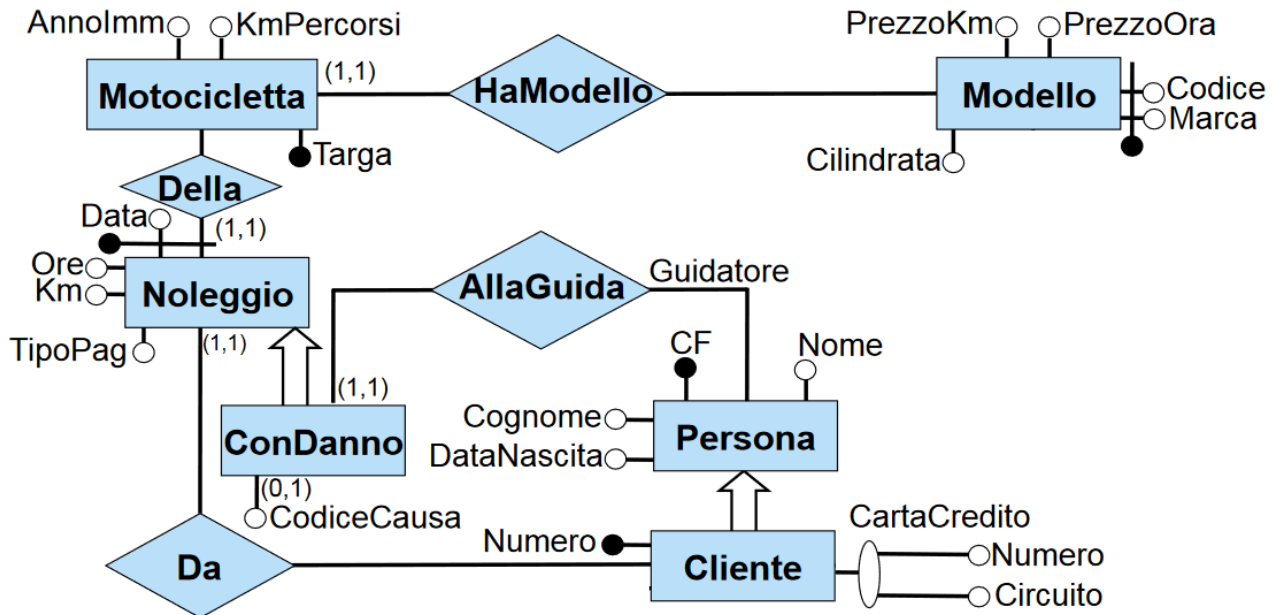 AnnoImm KmPercorsi PrezzoKm PrezzoOra
(1,1)
Motocicletta HaModello Modello Codice
Marca
Targa Cilindrata
Della
Data (1,1)
Ore
Km Noleggio AllaGuida Guidatore
TipoPag (1,1) CF Nome
(1,1)
ConDanno Cognome Persona
DataNascita
(0,1)
CodiceCausa CartaCredito
Numero Numero
Da Cliente
Circuito